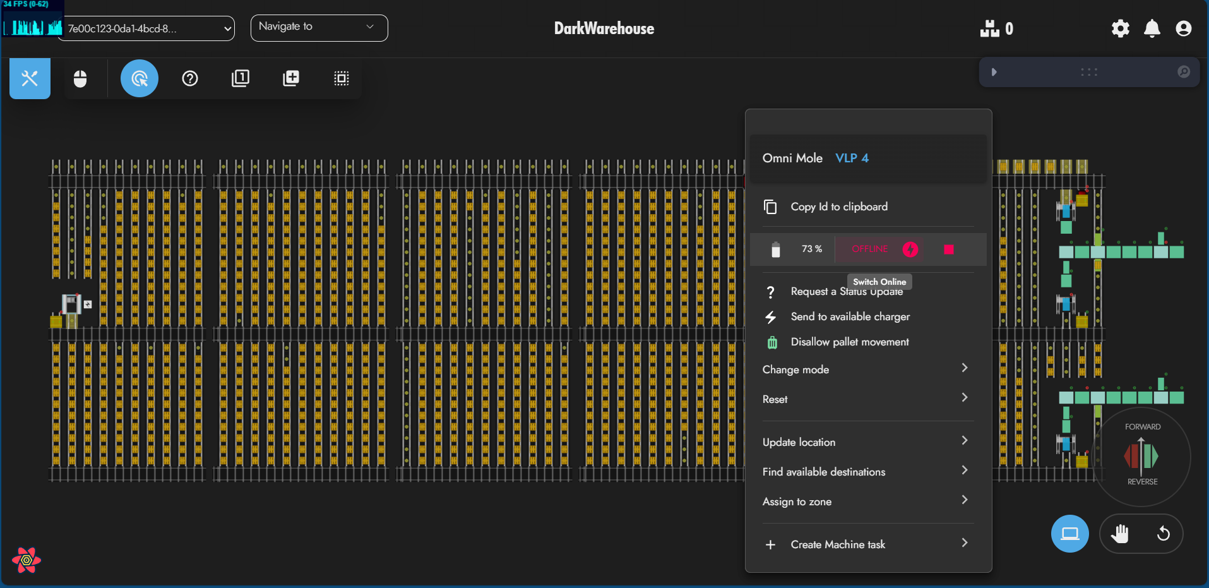 34 FPS (0-62)
7e00c123-0da1-4bcd-8...
Navigate to
DarkWarehouse
0
1
Omni Mole VLP 4
Copy Id to clipboard
73 % OFFLINE
Switch Online
Request a Status Update
Send to available charger
Disallow pallet movement
Change mode
Reset
Update location
Find available destinations
Assign to zone
Create Machine task
FORWARD
REVERSE